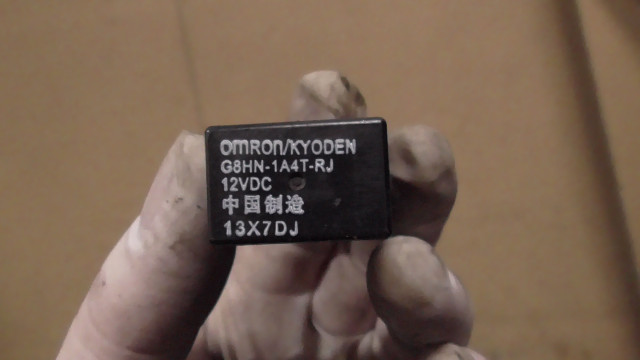 OMRON/KYODEN
G8HN-1A4T-RJ
12VDC
中国制造
13X7DJ